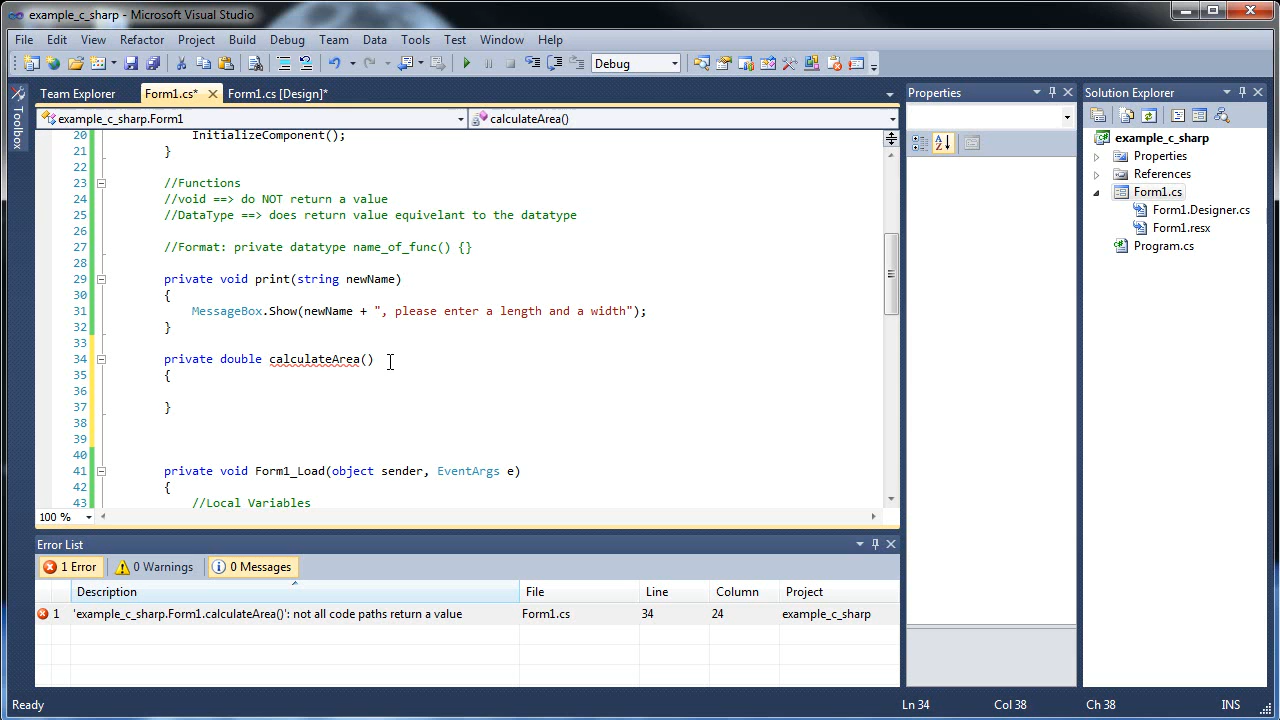 example_c_sharp - Microsoft Visual Studio
File Edit View Refactor Project Build Debug Team Data Tools Test Window Help
Debug
Team Explorer Form1.cs* Form1.cs [Design]*
Properties
Solution Explorer
Toolbox
example_c_sharp.Form1 calculateArea()
20 InitializeComponent();
21 }
22
23 //Functions
24 //void ==> do NOT return a value
25 //DataType ==> does return value equivelant to the datatype
26
27 //Format: private datatype name_of_func() {}
28
29 private void print(string newName)
30 {
31 MessageBox.Show(newName + ", please enter a length and a width");
32 }
33
34 private double calculateArea()
35 {
36
37 }
38
39
40
41 private void Form1_Load(object sender, EventArgs e)
42 {
43 //Local Variables
100 %
example_c_sharp
Properties
References
Form1.cs
Form1.Designer.cs
Form1.resx
Program.cs
Error List
1 Error 0 Warnings 0 Messages
Description File Line Column Project
1 'example_c_sharp.Form1.calculateArea()': not all code paths return a value Form1.cs 34 24 example_c_sharp
Ready Ln 34 Col 38 Ch 38 INS